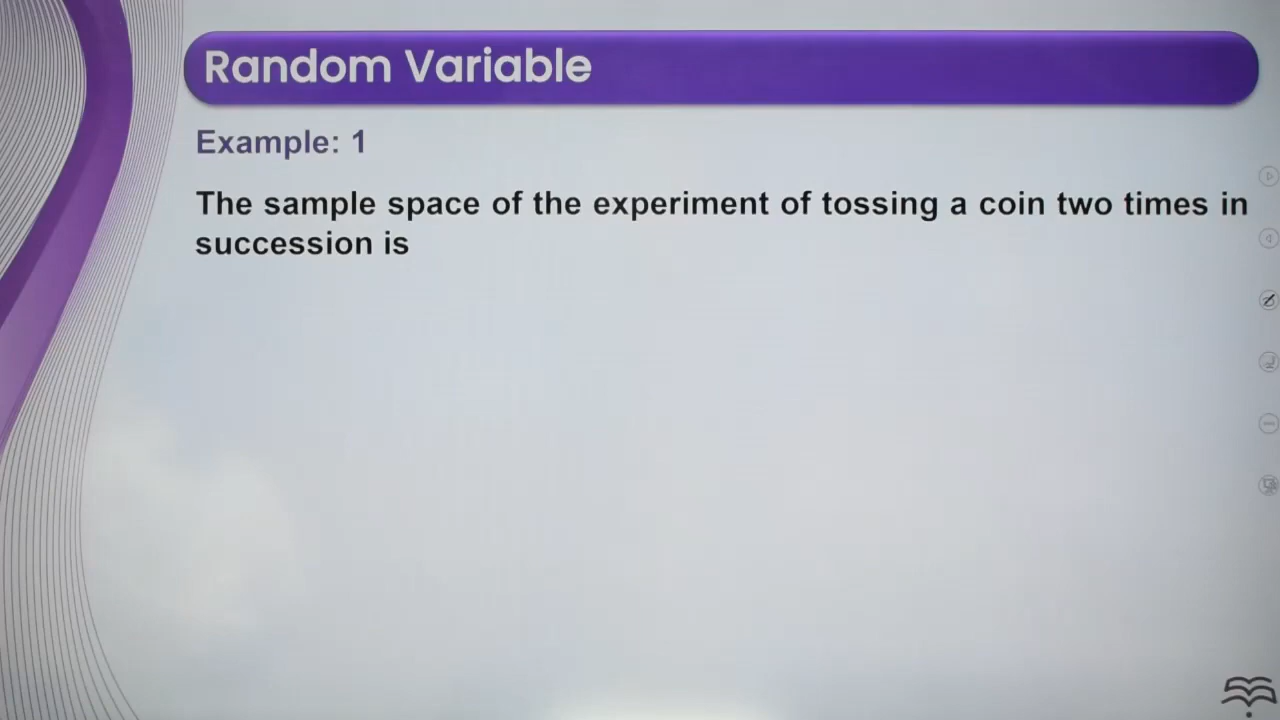 Random Variable
Example: 1
The sample space of the experiment of tossing a coin two times in
succession is